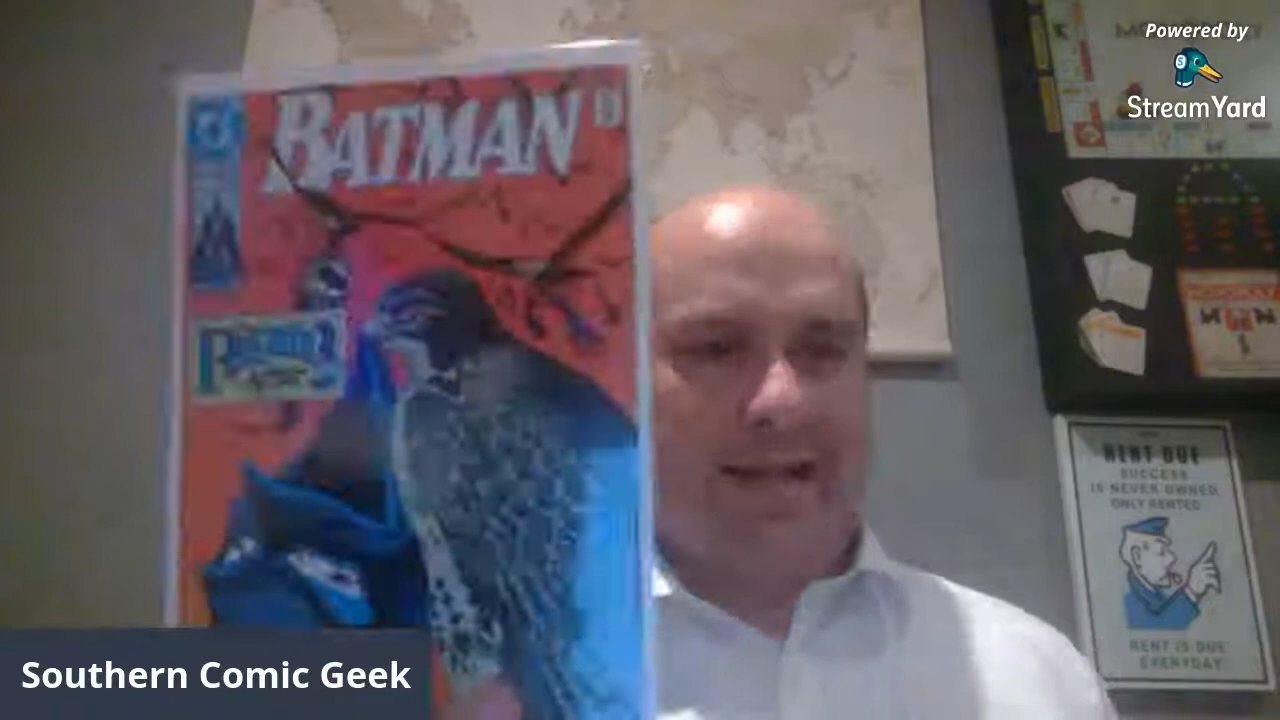 Powered by
StreamYard
BATMAN
RENT DUE
SUCCESS
IS NEVER OWNED,
ONLY RENTED
RENT IS DUE
EVERYDAY
Southern Comic Geek